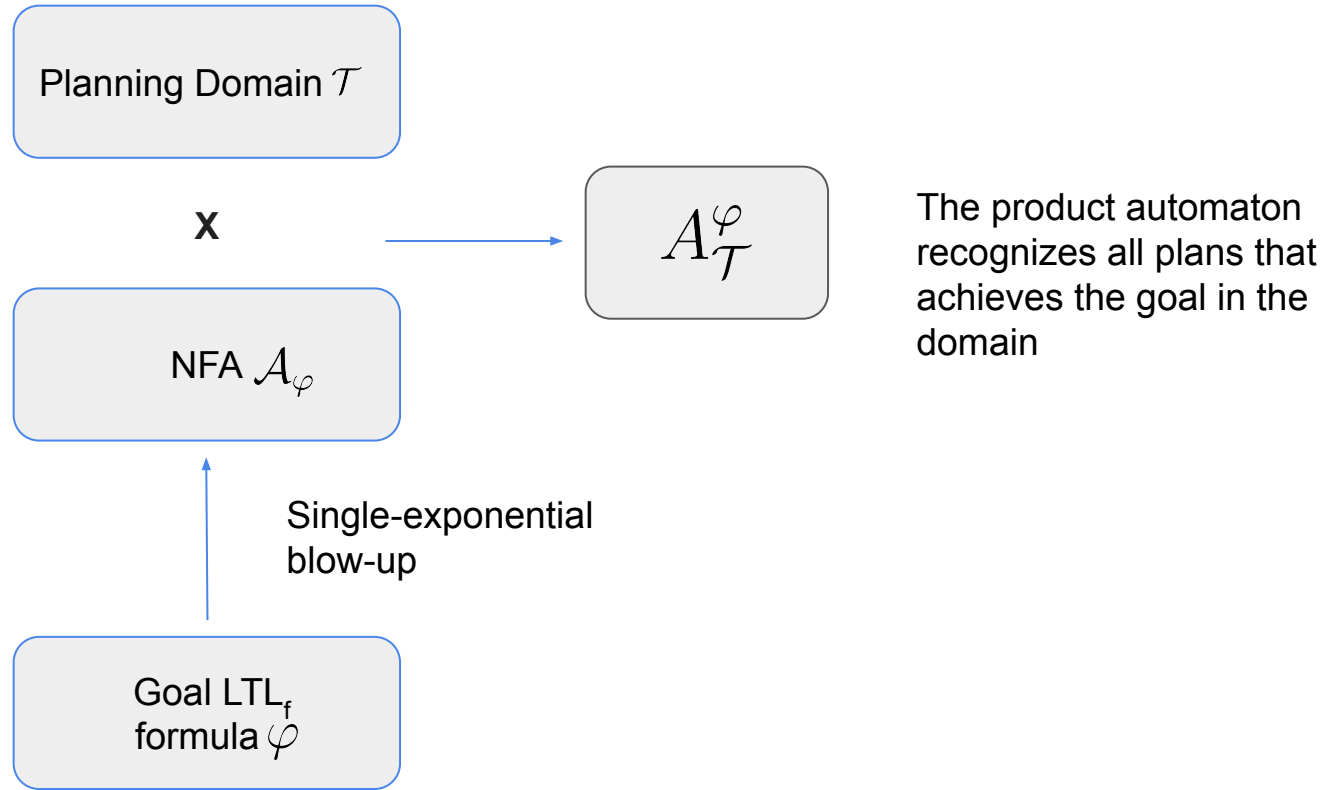 Planning Domain 𝒯
X
A_𝒯^φ
The product automaton
recognizes all plans that
achieves the goal in the
domain
NFA 𝒜_φ
Single-exponential
blow-up
Goal LTL_f
formula φ